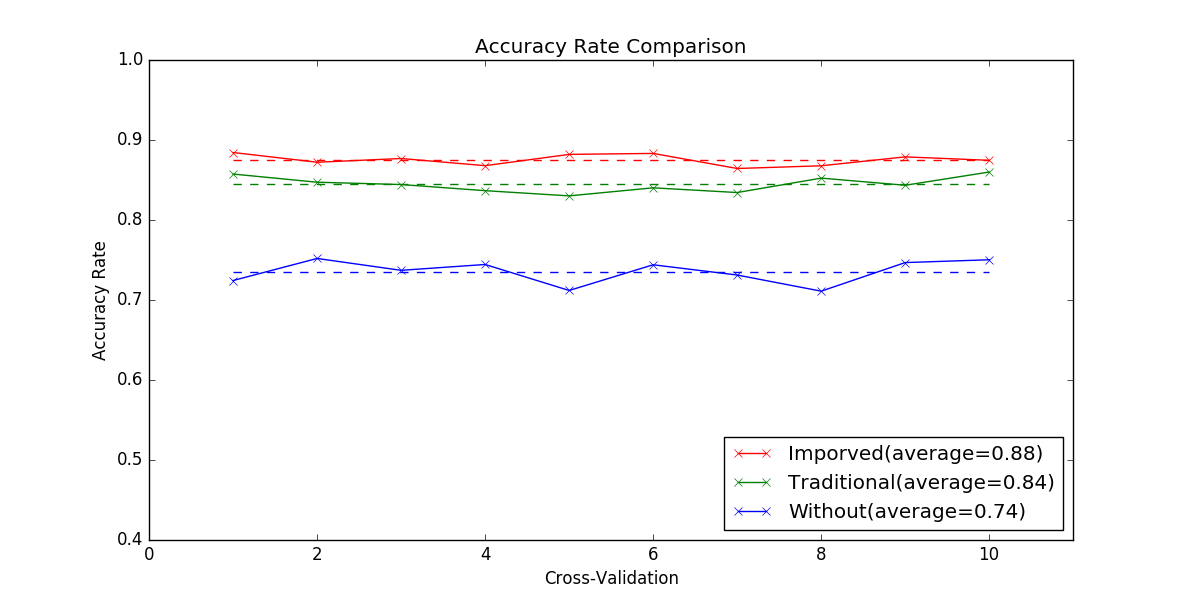 Accuracy Rate Comparison
1.0
0.9
0.8
0.7
0.6
0.5
0.4
Accuracy Rate
0 2 4 6 8 10
Cross-Validation
Imporved(average=0.88)
Traditional(average=0.84)
Without(average=0.74)